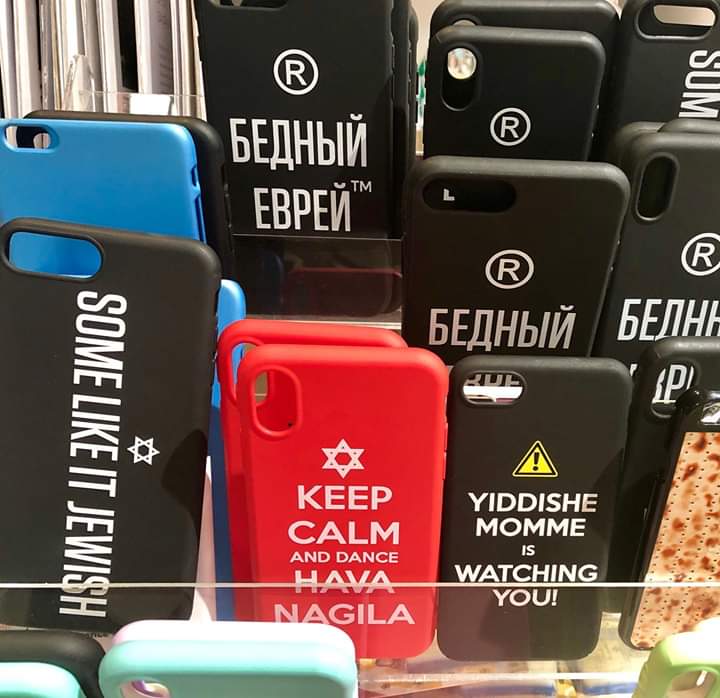 ®
БЕДНЫЙ
ЕВРЕЙ™
®
®
БЕДНЫЙ
®
SOME LIKE IT JEWISH
KEEP
CALM
AND DANCE
HAVA
NAGILA
YIDDISHE
MOMME
IS
WATCHING
YOU!